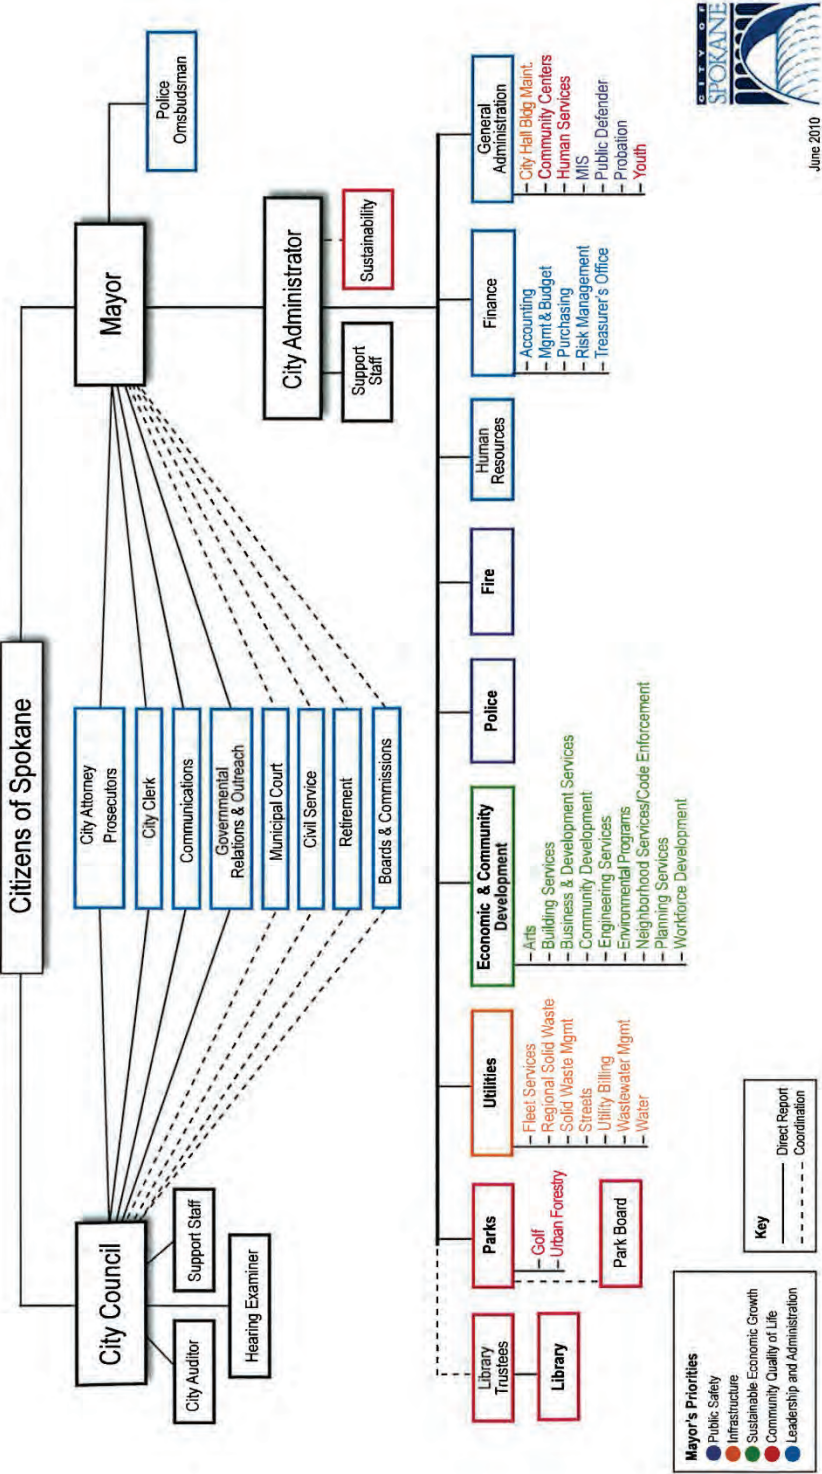 Citizens of Spokane
City Council
Mayor
City Auditor
Support Staff
Hearing Examiner
City Attorney
Prosecutors
City Clerk
Communications
Governmental
Relations & Outreach
Municipal Court
Civil Service
Retirement
Boards & Commissions
Police
Omsbudsman
City Administrator
Support
Staff
Sustainability
Library
Trustees
Library
Parks
Golf
Urban Forestry
Park Board
Utilities
Fleet Services
Regional Solid Waste
Solid Waste Mgmt
Streets
Utility Billing
Wastewater Mgmt
Water
Economic & Community
Development
Arts
Building Services
Business & Development Services
Community Development
Engineering Services
Environmental Programs
Neighborhood Services/Code Enforcement
Planning Services
Workforce Development
Police
Fire
Human
Resources
Finance
Accounting
Mgmt & Budget
Purchasing
Risk Management
Treasurer's Office
General
Administration
City Hall Bldg Maint.
Community Centers
Human Services
MIS
Public Defender
Probation
Youth
Mayor's Priorities
Public Safety
Infrastructure
Sustainable Economic Growth
Community Quality of Life
Leadership and Administration
Key
Direct Report
Coordination
CITY OF
SPOKANE
June 2010